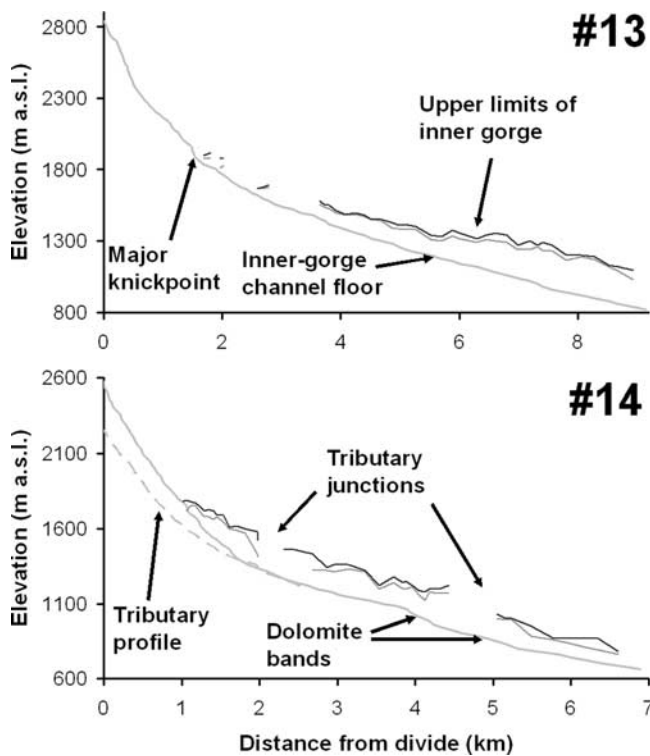 #13
Elevation (m a.s.l.)
2800
2300
1800
1300
800
Upper limits of
inner gorge
Major
knickpoint
Inner-gorge
channel floor
0
2
4
6
8
#14
Elevation (m a.s.l.)
2600
2100
1600
1100
600
Tributary
junctions
Tributary
profile
Dolomite
bands
0
1
2
3
4
5
6
7
Distance from divide (km)